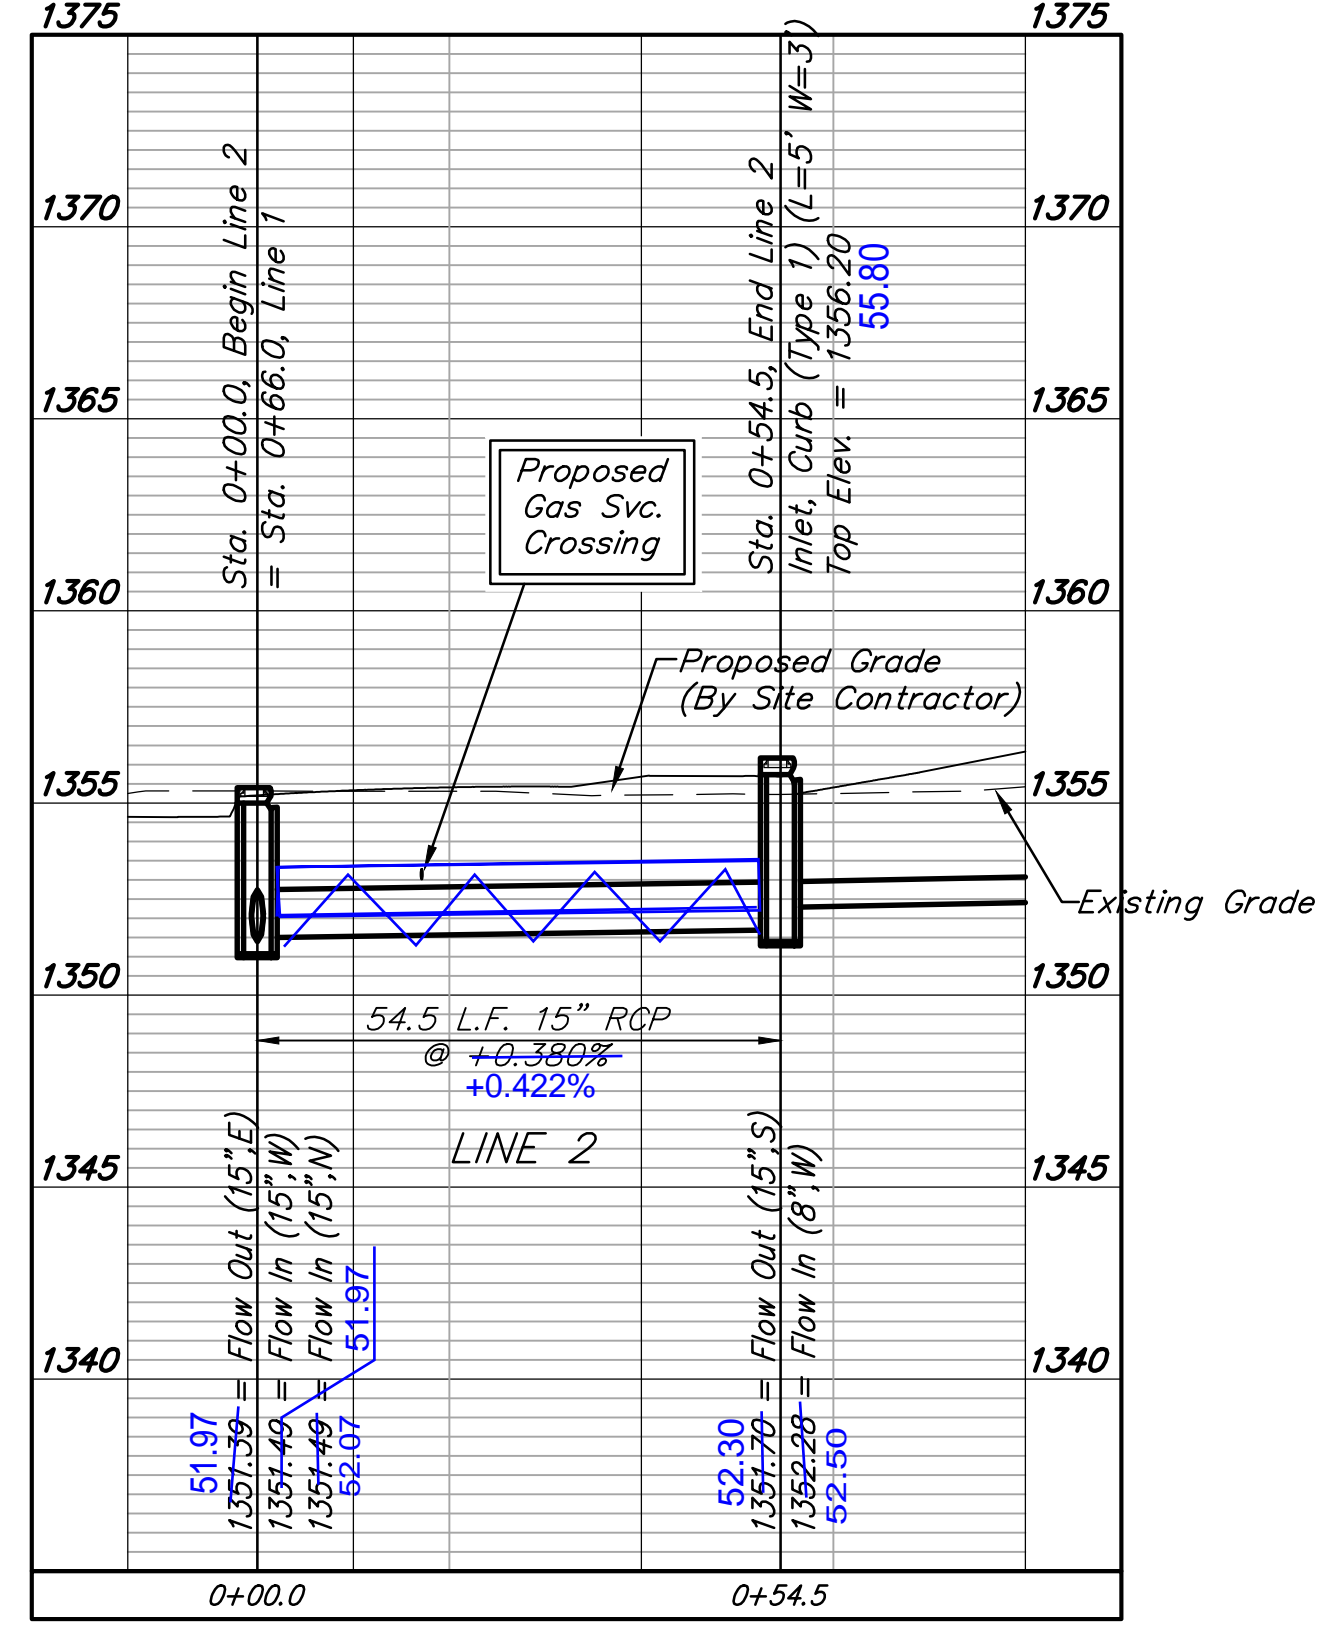 1375
1375
1370
1370
1365
1365
1360
1360
1355
1355
1350
1350
1345
1345
1340
1340
Sta. 0+00.0, Begin Line 2
= Sta. 0+66.0, Line 1
Sta. 0+54.5, End Line 2
Inlet, Curb (Type 1) (L=5' W=3')
Top Elev. = 1356.20
55.80
Proposed
Gas Svc.
Crossing
Proposed Grade
(By Site Contractor)
Existing Grade
54.5 L.F. 15" RCP
@ +0.380%
+0.422%
LINE 2
1351.39 = Flow Out (15",E)
51.97
1351.49 = Flow In (15",W)
51.97
1351.49 = Flow In (15",N)
52.07
1351.70 = Flow Out (15",S)
52.30
1352.28 = Flow In (8",W)
52.50
0+00.0
0+54.5